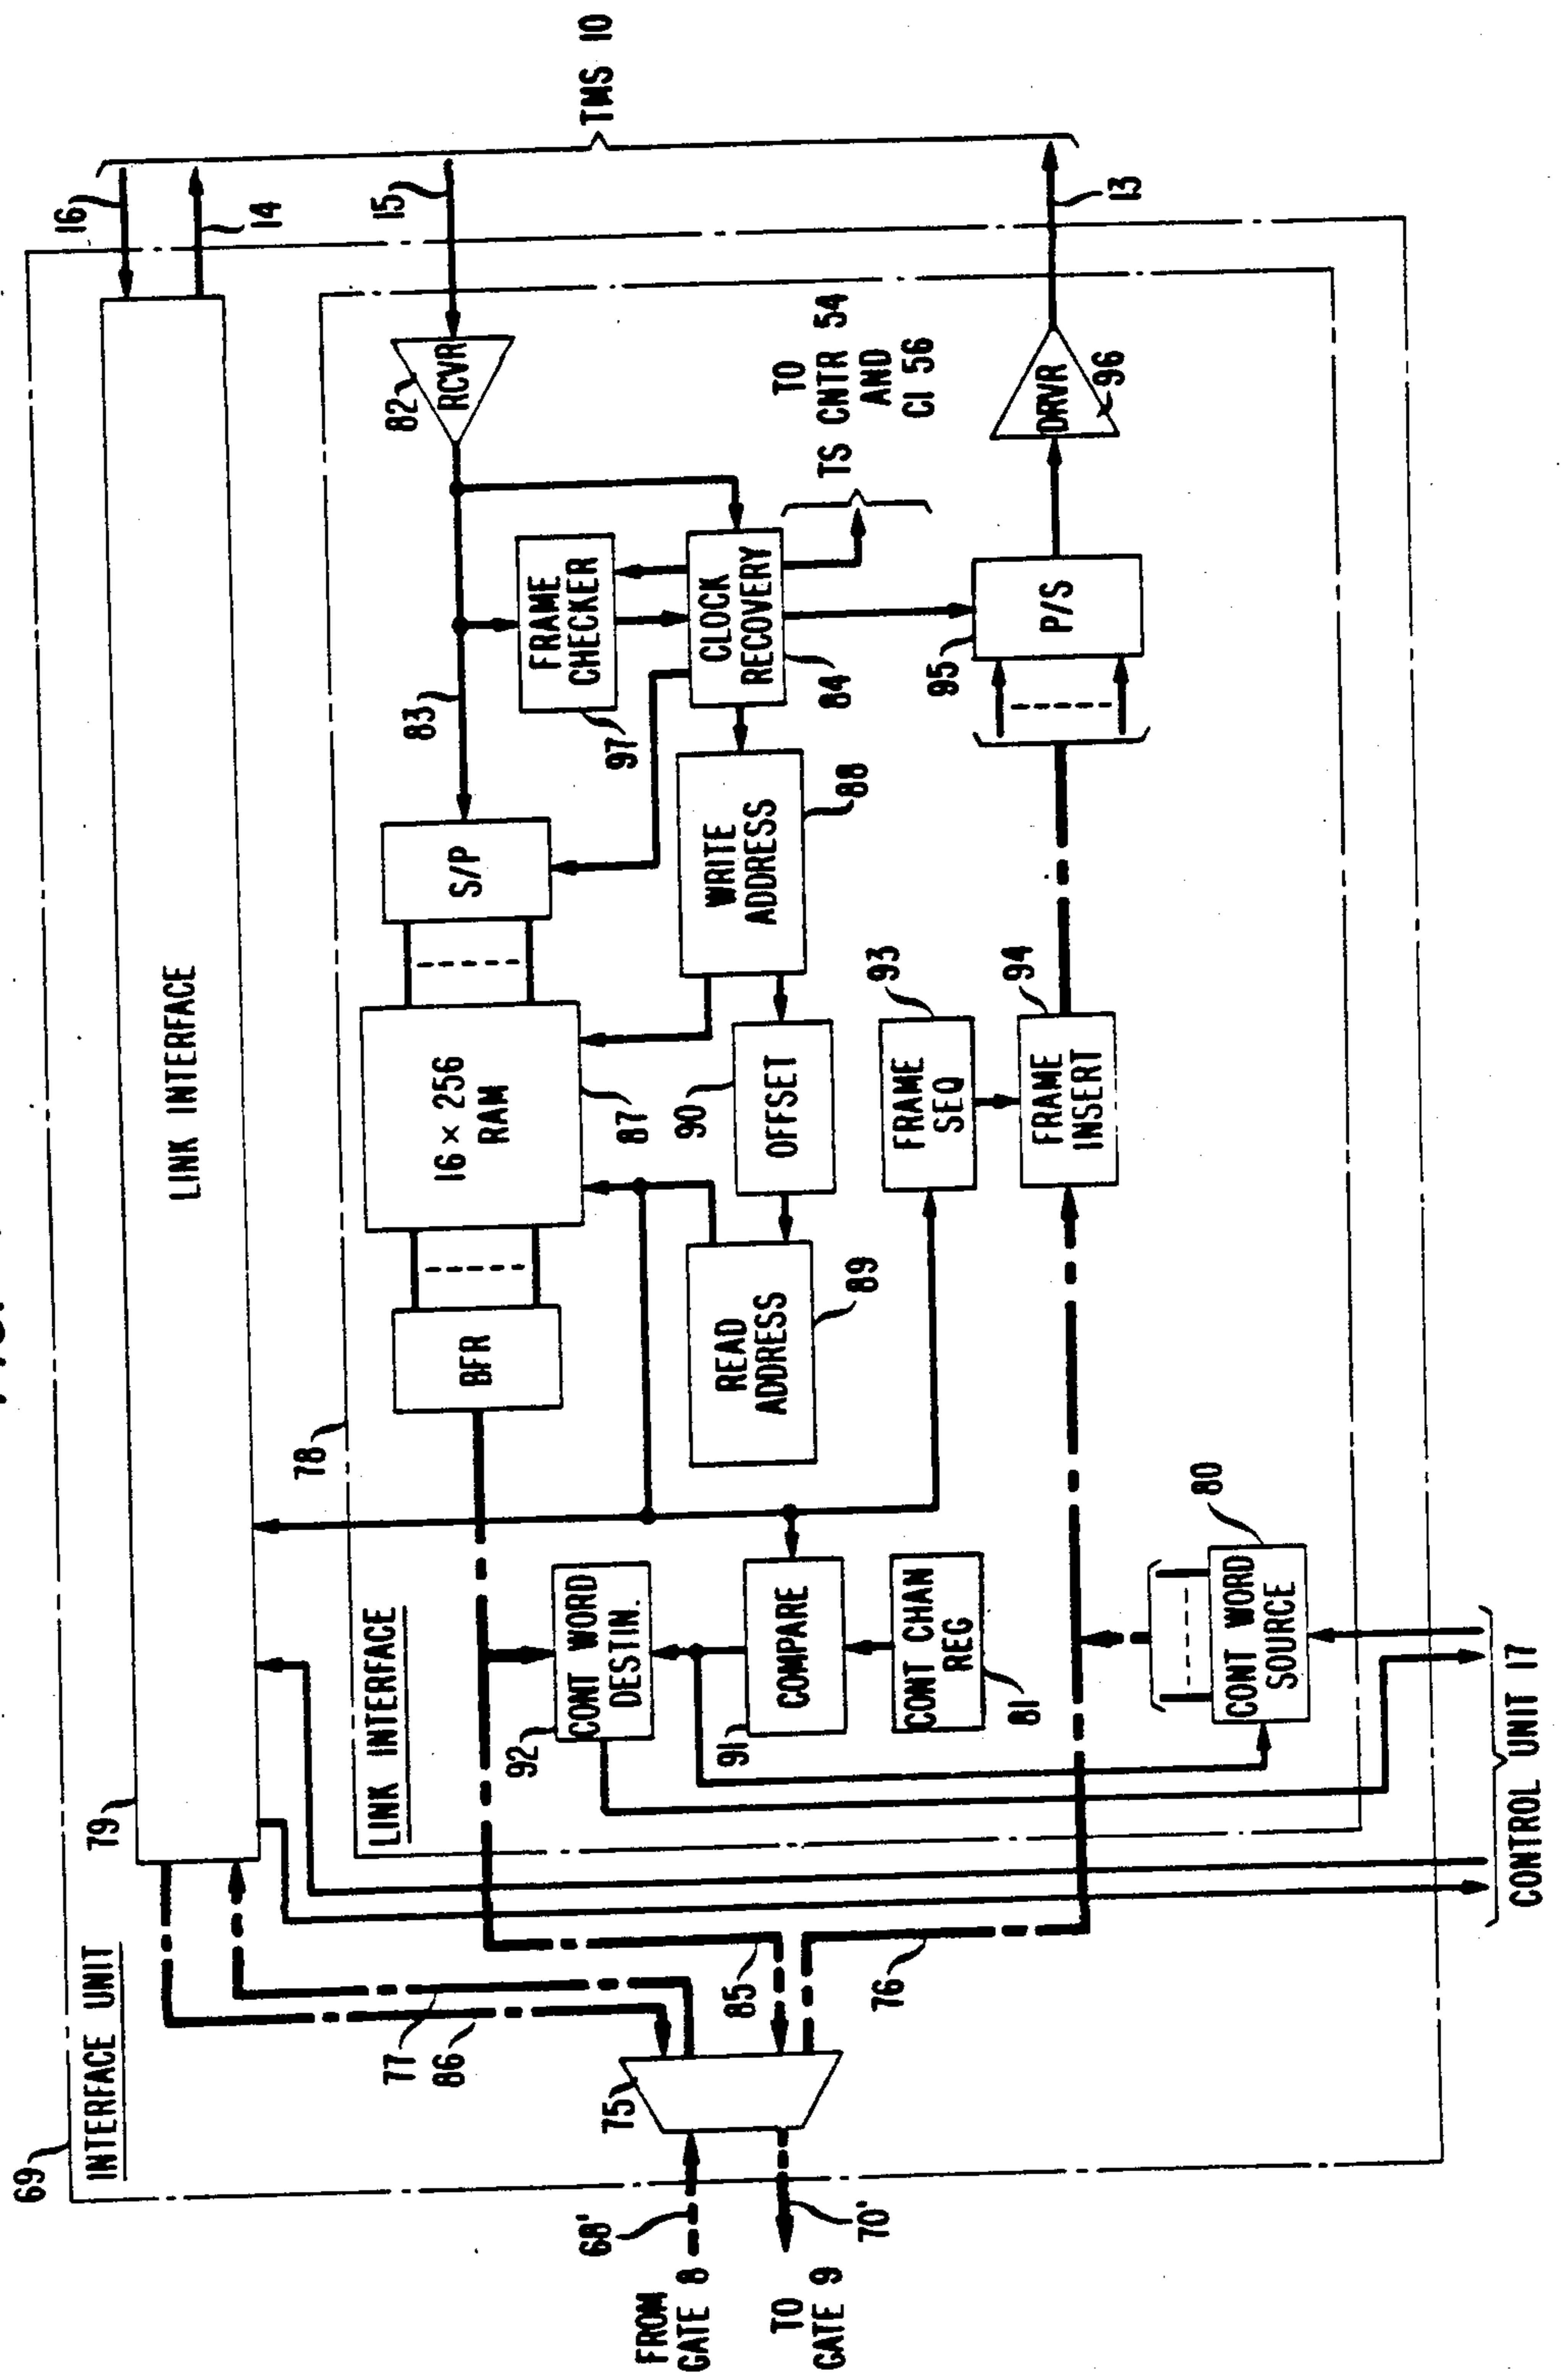 69
INTERFACE UNIT
79
LINK INTERFACE
16
14
TMS 10
15
13
78
LINK INTERFACE
RCVR
82
83
FRAME
CHECKER
97
CLOCK
RECOVERY
84
TO
TS CNTR 54
AND
CI 56
S/P
16 × 256
RAM
87
BFR
WRITE
ADDRESS
88
OFFSET
90
READ
ADDRESS
89
FRAME
SEQ
93
FRAME
INSERT
94
P/S
95
DRVR
96
CONT WORD
DESTIN.
92
COMPARE
91
CONT CHAN
REG
81
CONT WORD
SOURCE
80
CONTROL UNIT 17
77
86
85
76
75
68'
FROM
GATE 8
70'
TO
GATE 9